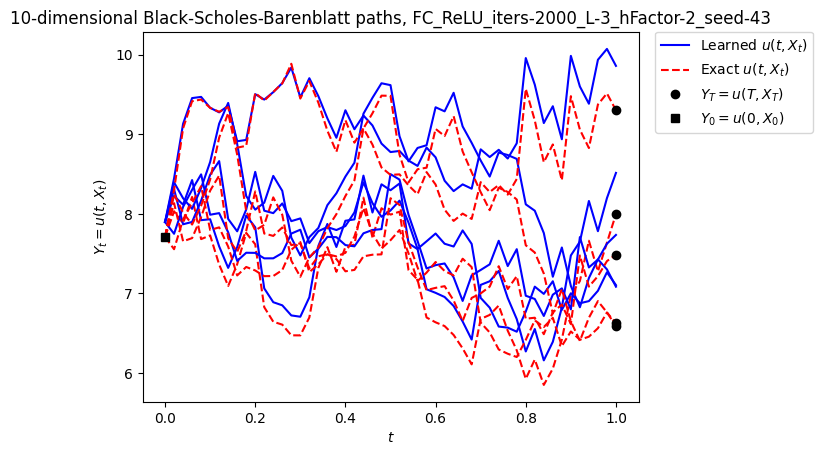 10-dimensional Black-Scholes-Barenblatt paths, FC_ReLU_iters-2000_L-3_hFactor-2_seed-43
Learned u(t, X_t)
Exact u(t, X_t)
Y_T = u(T, X_T)
Y_0 = u(0, X_0)
Y_t = u(t, X_t)
10
9
8
7
6
0.0 0.2 0.4 0.6 0.8 1.0
t